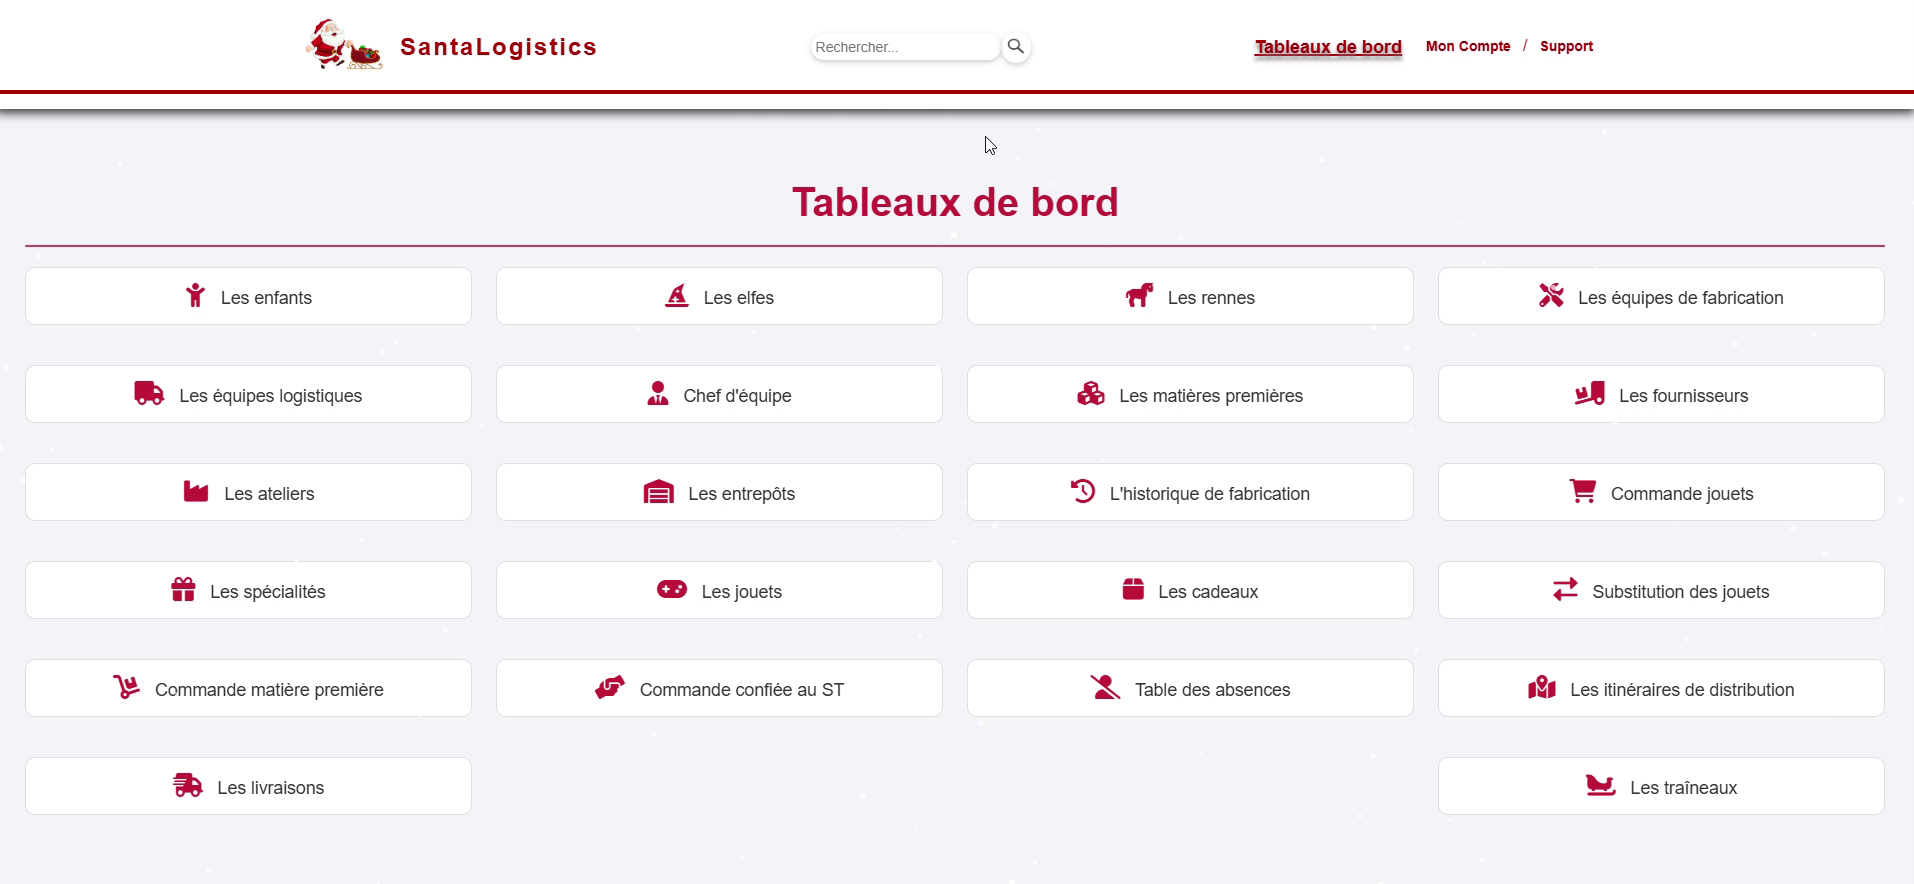 SantaLogistics
Rechercher...
Tableaux de bord
Mon Compte / Support
Tableaux de bord
Les enfants
Les elfes
Les rennes
Les équipes de fabrication
Les équipes logistiques
Chef d'équipe
Les matières premières
Les fournisseurs
Les ateliers
Les entrepôts
L'historique de fabrication
Commande jouets
Les spécialités
Les jouets
Les cadeaux
Substitution des jouets
Commande matière première
Commande confiée au ST
Table des absences
Les itinéraires de distribution
Les livraisons
Les traîneaux